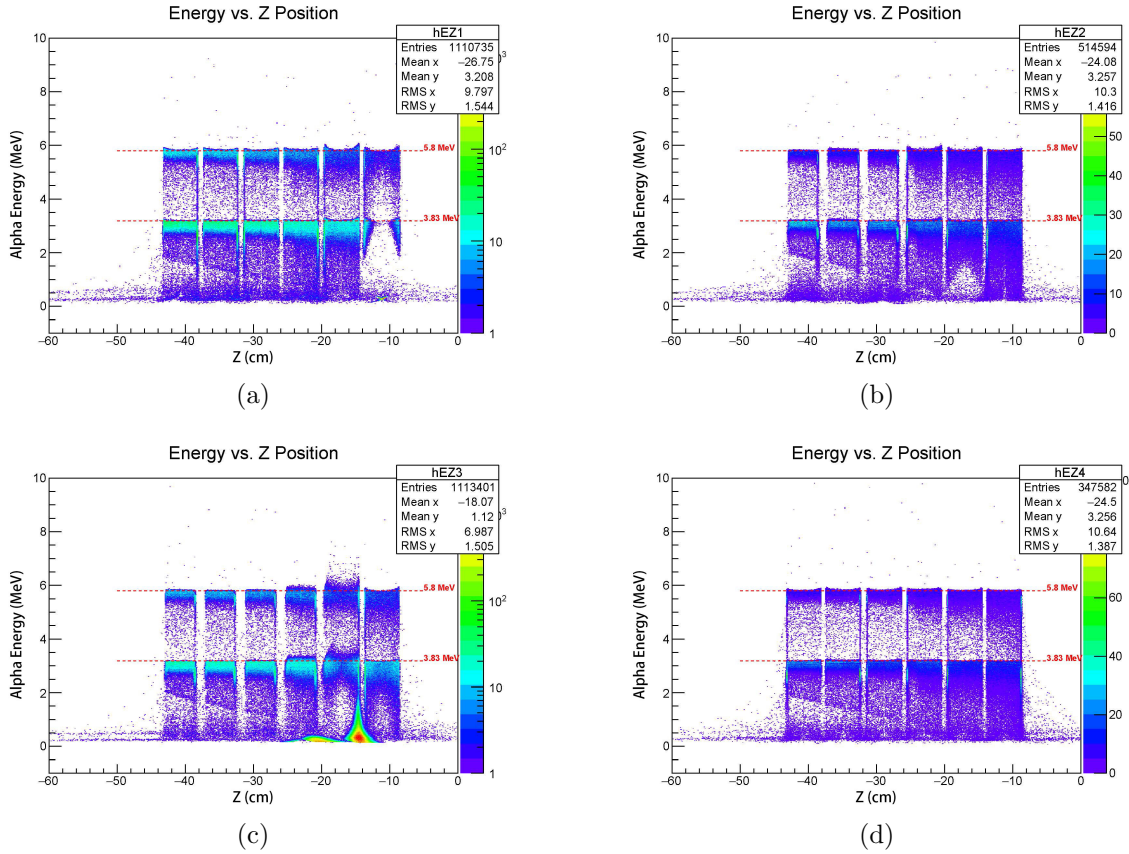 Energy vs. Z Position
hEZ1
Entries 1110735
Mean x −26.75
Mean y 3.208
RMS x 9.797
RMS y 1.544
10
8
6
4
2
0
Alpha Energy (MeV)
5.8 MeV
3.83 MeV
−60 −50 −40 −30 −20 −10 0
Z (cm)
10³
10²
10
1
(a)
Energy vs. Z Position
hEZ2
Entries 514594
Mean x −24.08
Mean y 3.257
RMS x 10.3
RMS y 1.416
10
8
6
4
2
0
Alpha Energy (MeV)
5.8 MeV
3.83 MeV
−60 −50 −40 −30 −20 −10 0
Z (cm)
50
40
30
20
10
0
(b)
Energy vs. Z Position
hEZ3
Entries 1113401
Mean x −18.07
Mean y 1.12
RMS x 6.987
RMS y 1.505
10
8
6
4
2
0
Alpha Energy (MeV)
5.8 MeV
3.83 MeV
−60 −50 −40 −30 −20 −10 0
Z (cm)
10³
10²
10
1
(c)
Energy vs. Z Position
hEZ4
Entries 347582
Mean x −24.5
Mean y 3.256
RMS x 10.64
RMS y 1.387
10
8
6
4
2
0
Alpha Energy (MeV)
5.8 MeV
3.83 MeV
−60 −50 −40 −30 −20 −10 0
Z (cm)
60
40
20
0
(d)